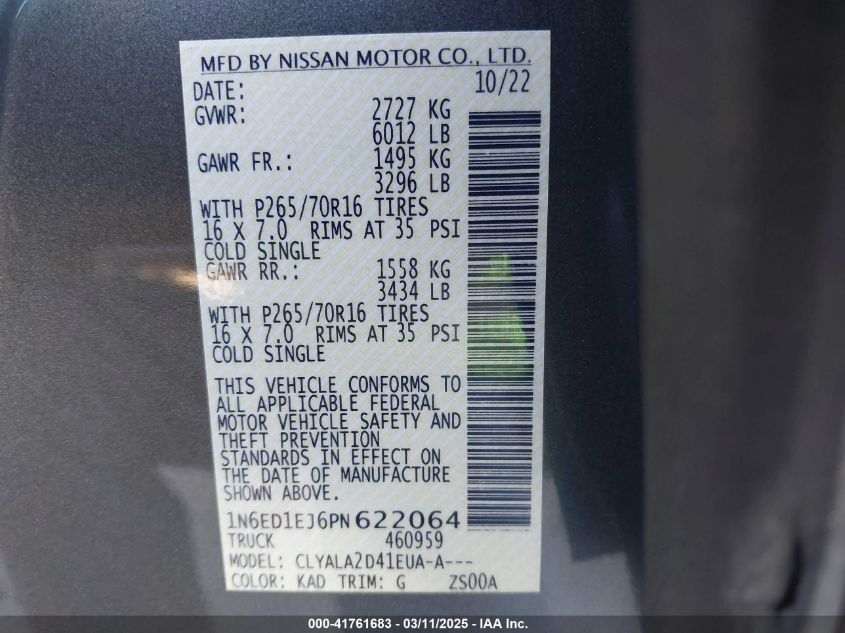 MFD BY NISSAN MOTOR CO., LTD.
DATE: 10/22
GVWR: 2727 KG
6012 LB
GAWR FR.: 1495 KG
3296 LB
WITH P265/70R16 TIRES
16 X 7.0 RIMS AT 35 PSI
COLD SINGLE
GAWR RR.: 1558 KG
3434 LB
WITH P265/70R16 TIRES
16 X 7.0 RIMS AT 35 PSI
COLD SINGLE
THIS VEHICLE CONFORMS TO
ALL APPLICABLE FEDERAL
MOTOR VEHICLE SAFETY AND
THEFT PREVENTION
STANDARDS IN EFFECT ON
THE DATE OF MANUFACTURE
SHOWN ABOVE.
1N6ED1EJ6PN622064
TRUCK 460959
MODEL: CLYALA2D41EUA-A---
COLOR: KAD TRIM: G ZS00A
000-41761683 - 03/11/2025 - IAA Inc.